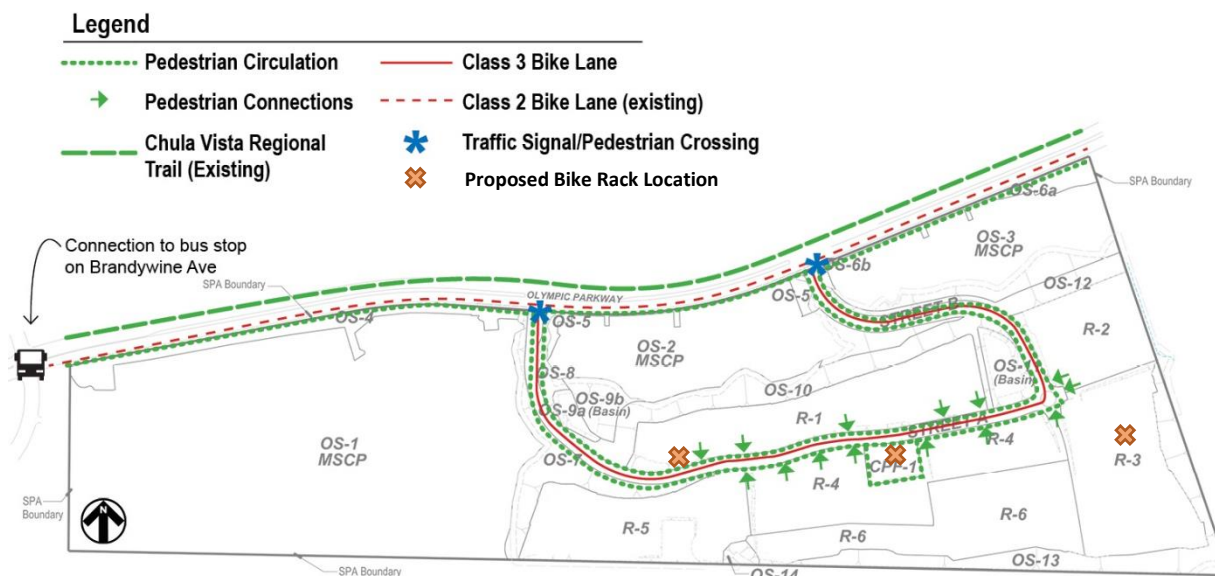 Legend
Pedestrian Circulation
Class 3 Bike Lane
Pedestrian Connections
Class 2 Bike Lane (existing)
Chula Vista Regional
Trail (Existing)
Traffic Signal/Pedestrian Crossing
Proposed Bike Rack Location
Connection to bus stop
on Brandywine Ave
SPA Boundary
SPA Boundary
OS-6a
OS-3
MSCP
OS-6b
OS-12
OS-5
OLYMPIC PARKWAY
OS-4
OS-5
STREET B
R-2
OS-2
MSCP
OS-8
OS-9b
(Basin)
OS-9a
OS-10
(Basin)
R-1
STREET A
R-4
OS-1
MSCP
OS-7
CPF-1
R-3
R-4
SPA
Boundary
N
R-5
R-6
R-6
OS-13
OS-14
SPA Boundary